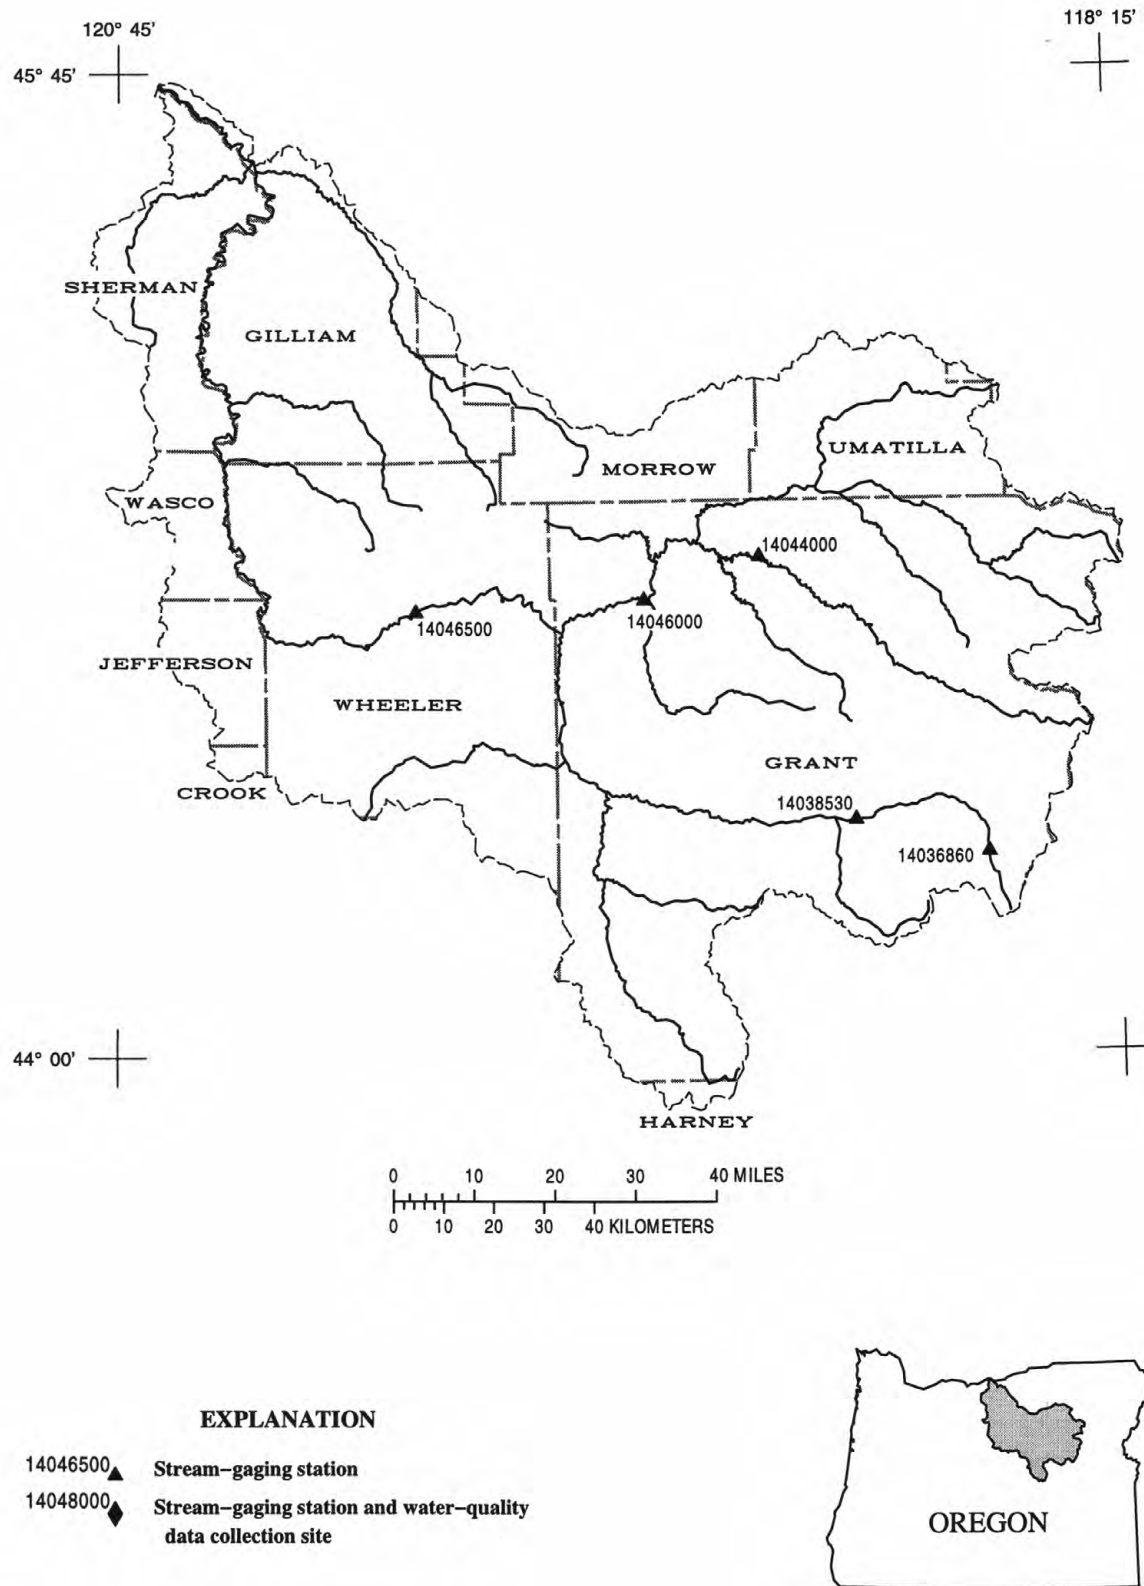 120° 45'
118° 15'
45° 45'
SHERMAN
GILLIAM
UMATILLA
MORROW
WASCO
14044000
14046500
14046000
JEFFERSON
WHEELER
GRANT
CROOK
14038530
14036860
44° 00'
HARNEY
0 10 20 30 40 MILES
0 10 20 30 40 KILOMETERS
EXPLANATION
14046500 Stream-gaging station
14048000 Stream-gaging station and water-quality
data collection site
OREGON